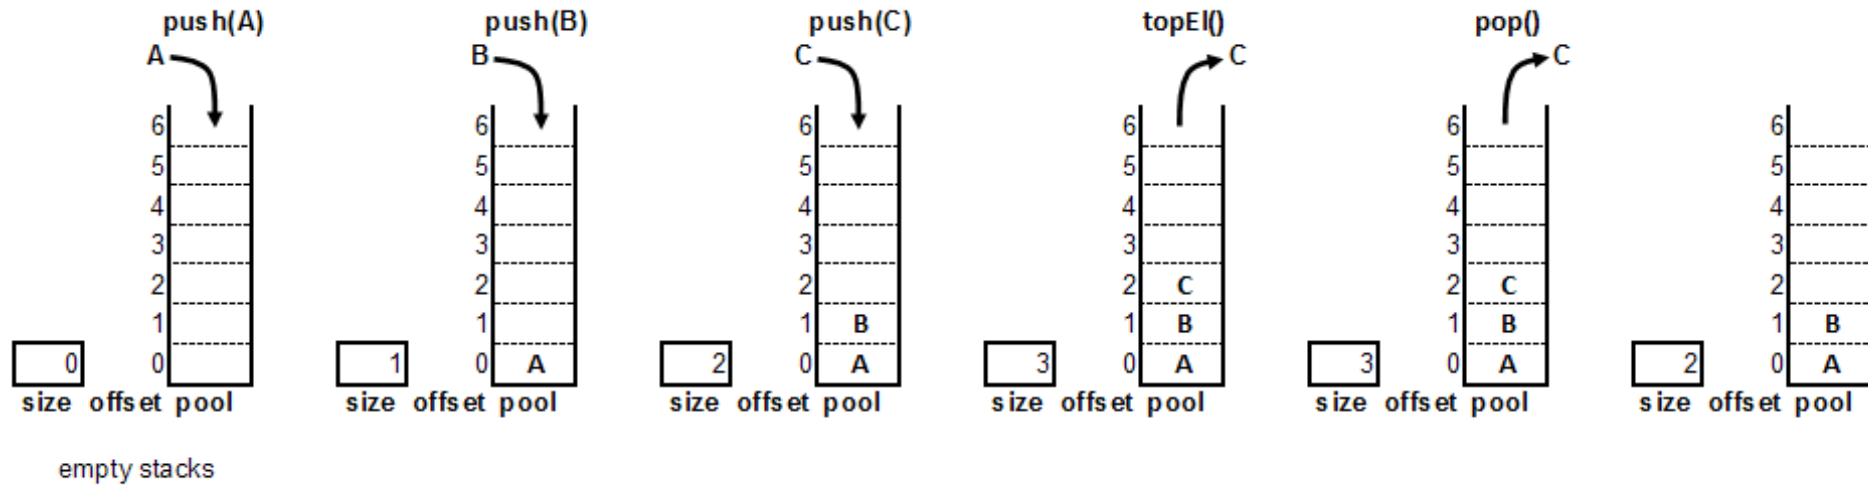 push(A) push(B) push(C) topEl() pop()
A B C C C
6 6 6 6 6 6
5 5 5 5 5 5
4 4 4 4 4 4
3 3 3 3 3 3
2 2 2 2 C 2 C 2
1 1 1 B 1 B 1 B 1 B
0 0 1 0 A 2 0 A 3 0 A 3 0 A 2 0 A
size offset pool size offset pool size offset pool size offset pool size offset pool size offset pool
empty stacks